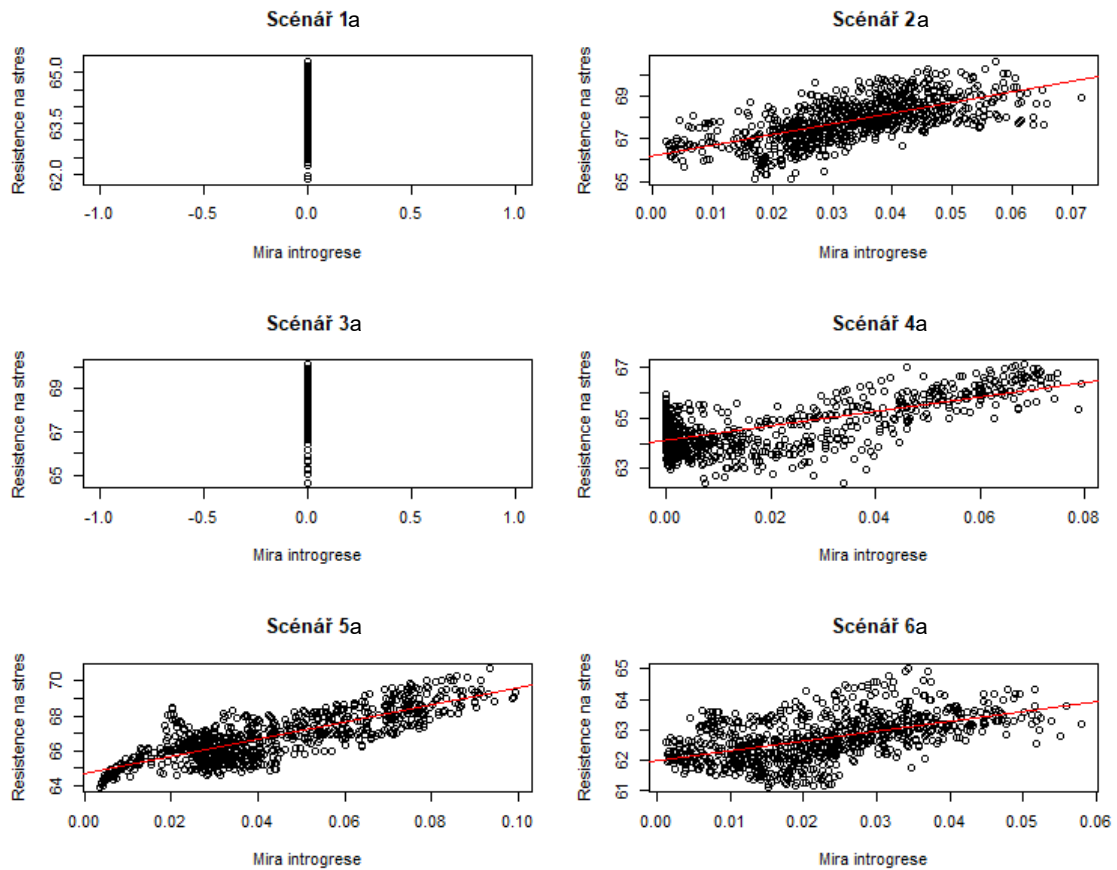 Scénář 1a
Resistence na stres
62.0 63.5 65.0
-1.0 -0.5 0.0 0.5 1.0
Mira introgrese
Scénář 2a
Resistence na stres
65 67 69
0.00 0.01 0.02 0.03 0.04 0.05 0.06 0.07
Mira introgrese
Scénář 3a
Resistence na stres
65 67 69
-1.0 -0.5 0.0 0.5 1.0
Mira introgrese
Scénář 4a
Resistence na stres
63 65 67
0.00 0.02 0.04 0.06 0.08
Mira introgrese
Scénář 5a
Resistence na stres
64 66 68 70
0.00 0.02 0.04 0.06 0.08 0.10
Mira introgrese
Scénář 6a
Resistence na stres
61 62 63 64 65
0.00 0.01 0.02 0.03 0.04 0.05 0.06
Mira introgrese